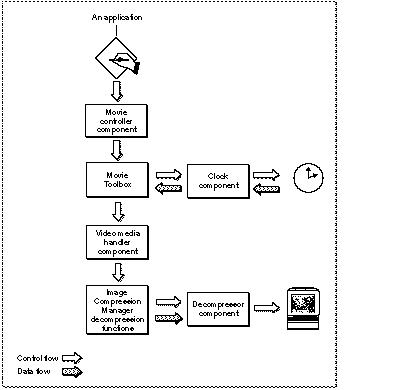 An application
Movie
controller
component
Movie
Toolbox
Clock
component
Video media
handler
component
Image
Compression
Manager
decompression
functions
Decompressor
component
Control flow
Data flow